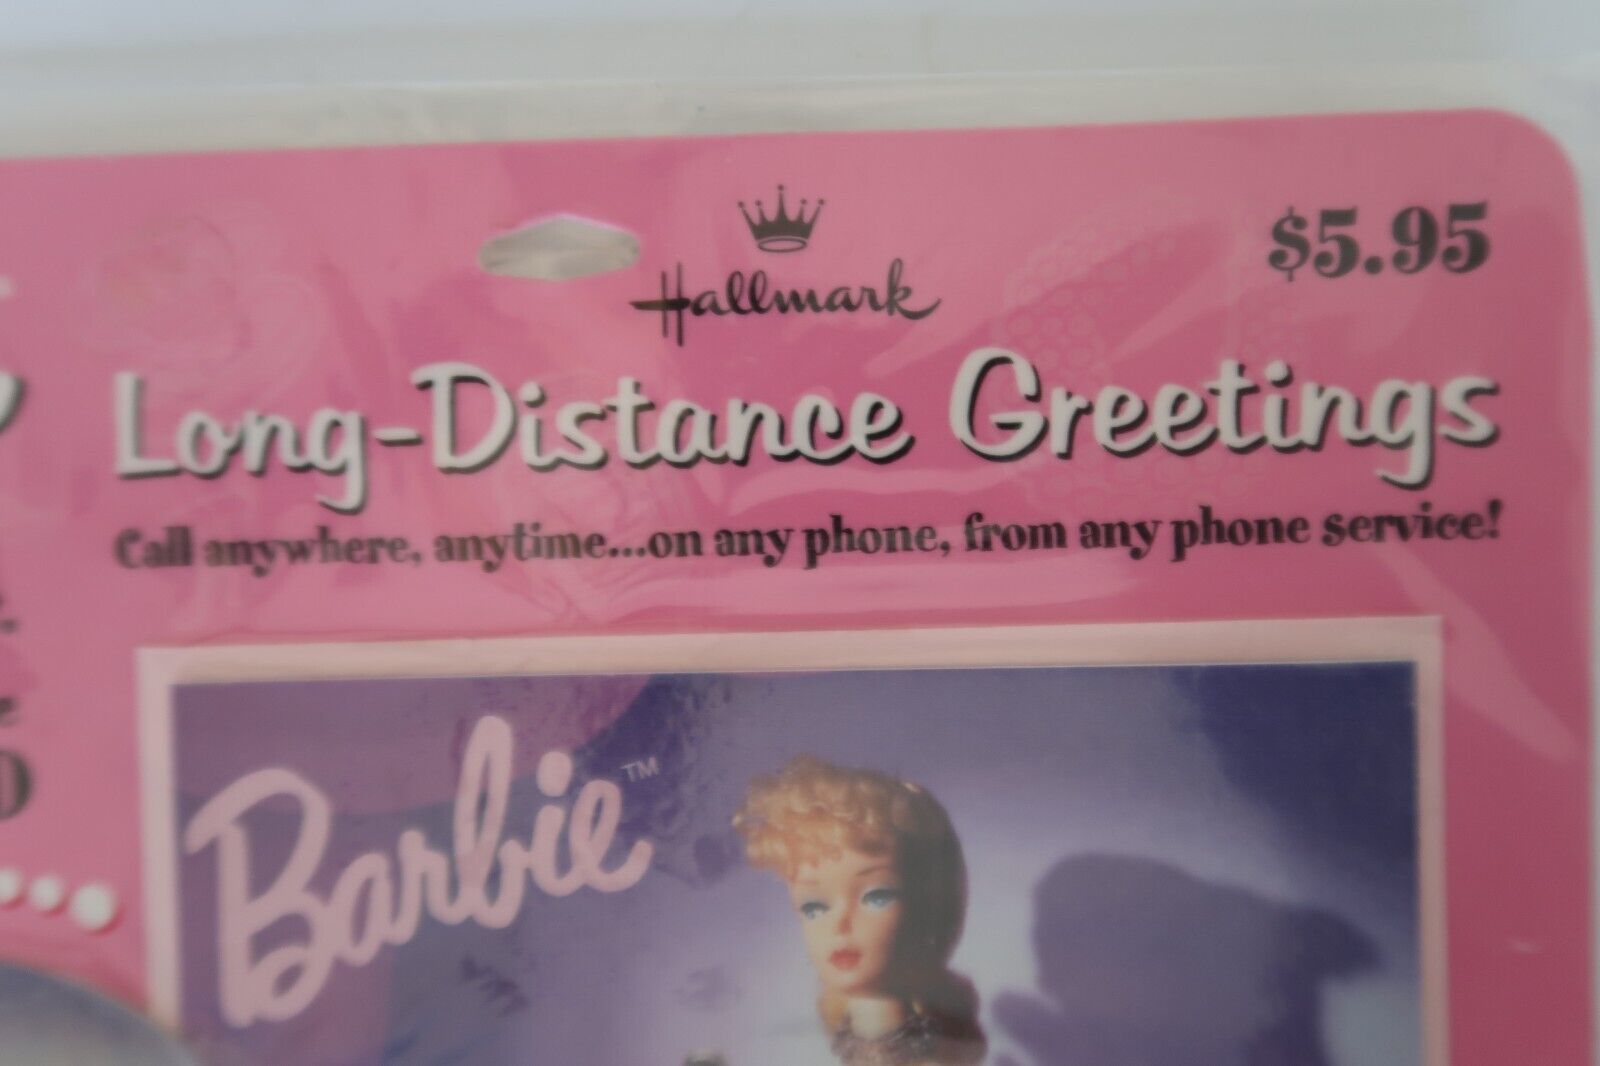 Hallmark
$5.95
Long-Distance Greetings
Call anywhere, anytime...on any phone, from any phone service!
Barbie™